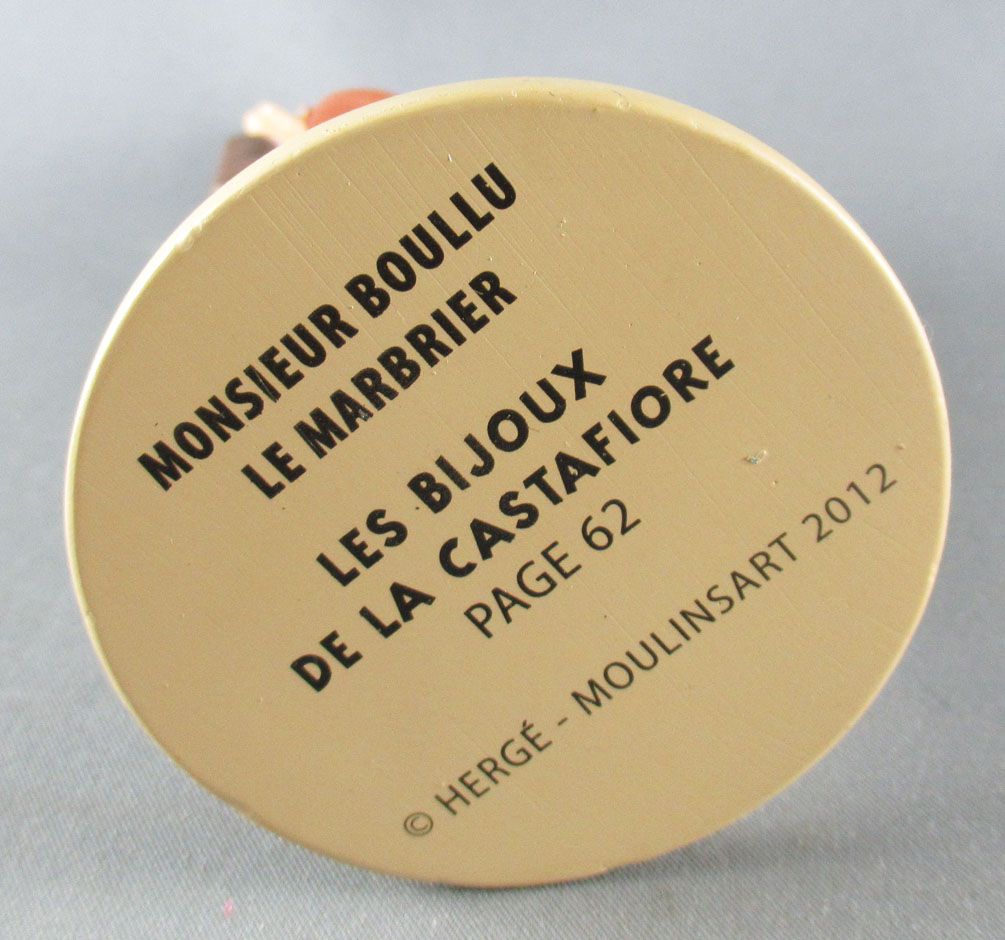 MONSIEUR BOULLU
LE MARBRIER
LES BIJOUX
DE LA CASTAFIORE
PAGE 62
© HERGÉ - MOULINSART 2012